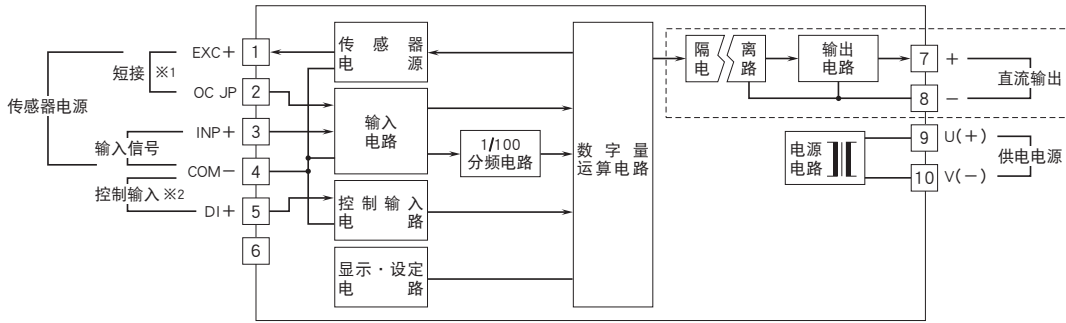 传感器电源
短接
※1
EXC+
1
OC JP
2
输入信号
INP+
3
COM−
4
控制输入 ※2
DI+
5
6
传感器
电源
输入
电路
1/100
分频电路
控制输入
电路
显示·设定
电路
数字量
运算电路
隔离
电路
输出
电路
7
+
8
−
直流输出
电源
电路
9
U(+)
10
V(−)
供电电源